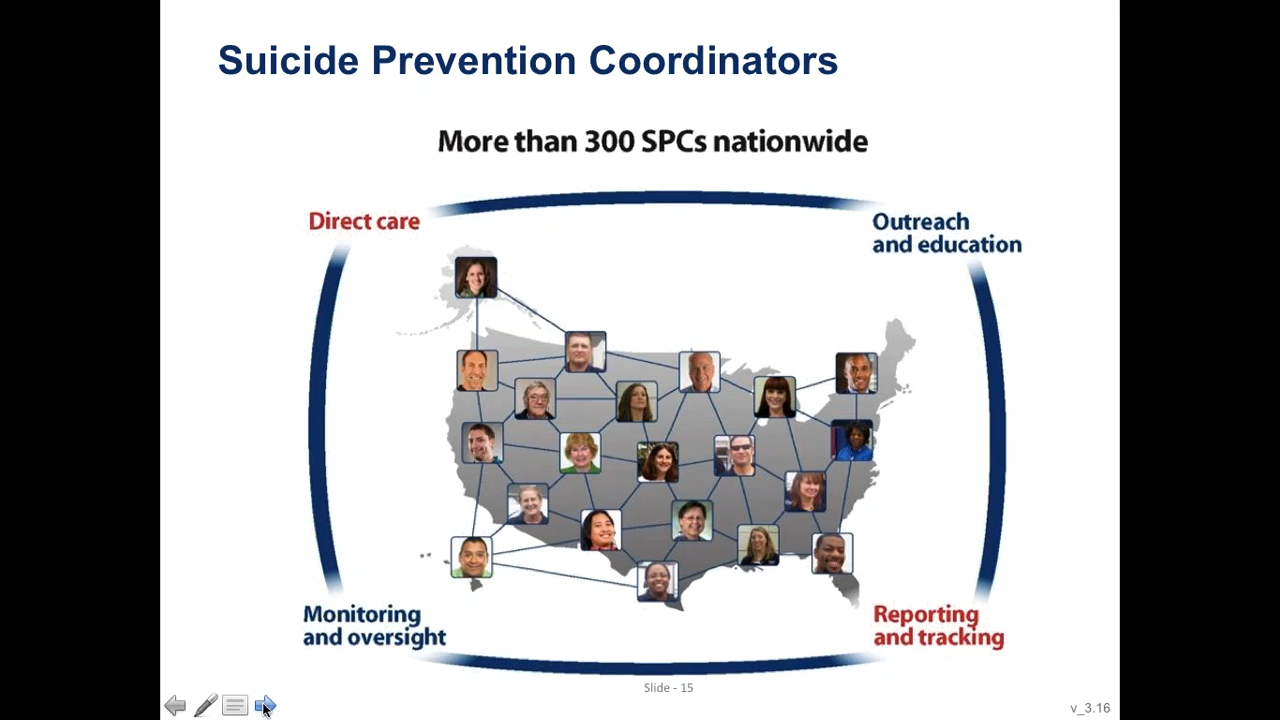 Suicide Prevention Coordinators
More than 300 SPCs nationwide
Direct care
Outreach
and education
Monitoring
and oversight
Reporting
and tracking
Slide - 15
v_3.16